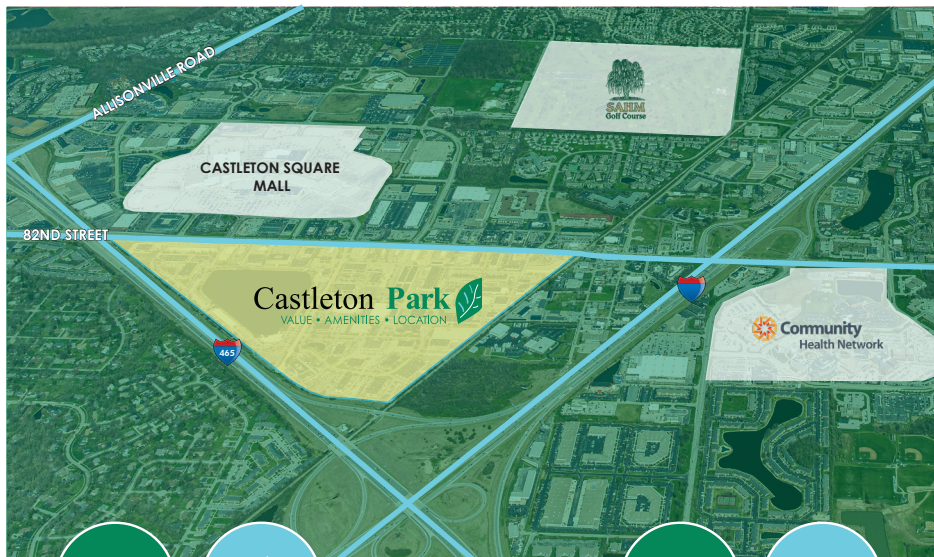 ALLISONVILLE ROAD
SAHM
Golf Course
CASTLETON SQUARE
MALL
82ND STREET
Castleton Park
VALUE • AMENITIES • LOCATION
465
Community
Health Network